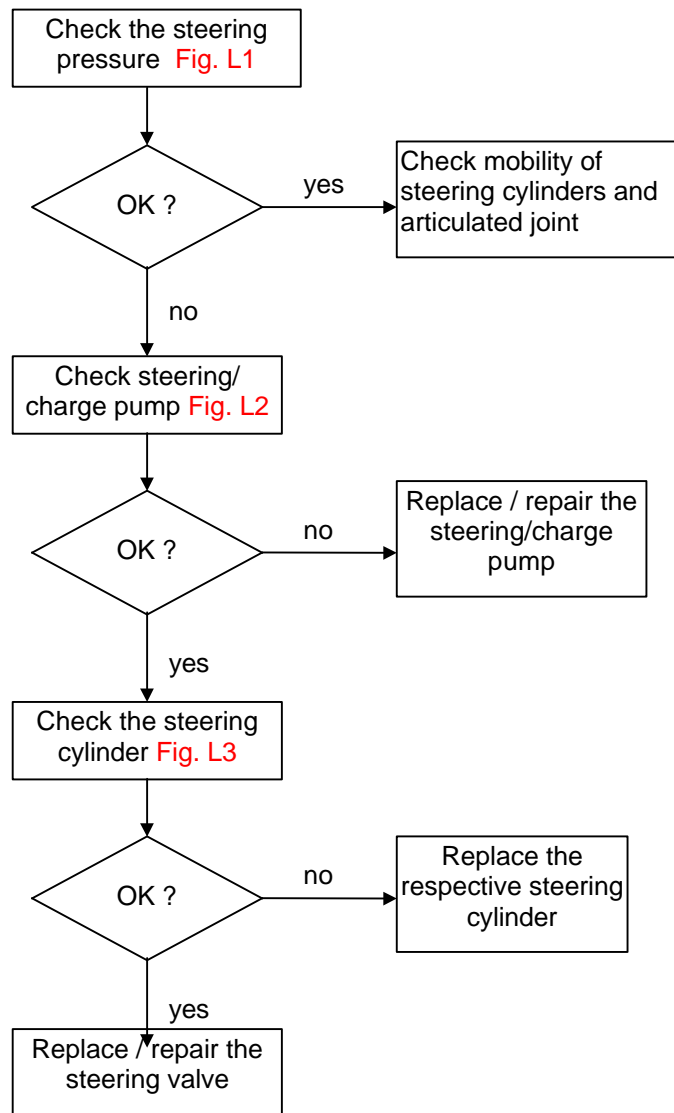 Check the steering
pressure Fig. L1
OK ?
yes
Check mobility of
steering cylinders and
articulated joint
no
Check steering/
charge pump Fig. L2
OK ?
no
Replace / repair the
steering/charge
pump
yes
Check the steering
cylinder Fig. L3
OK ?
no
Replace the
respective steering
cylinder
yes
Replace / repair the
steering valve